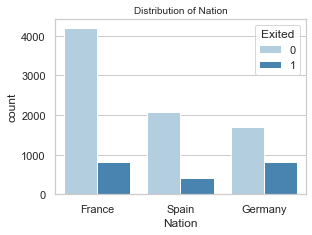 Distribution of Nation
Exited
0
1
4000
3000
2000
1000
0
count
France Spain Germany
Nation